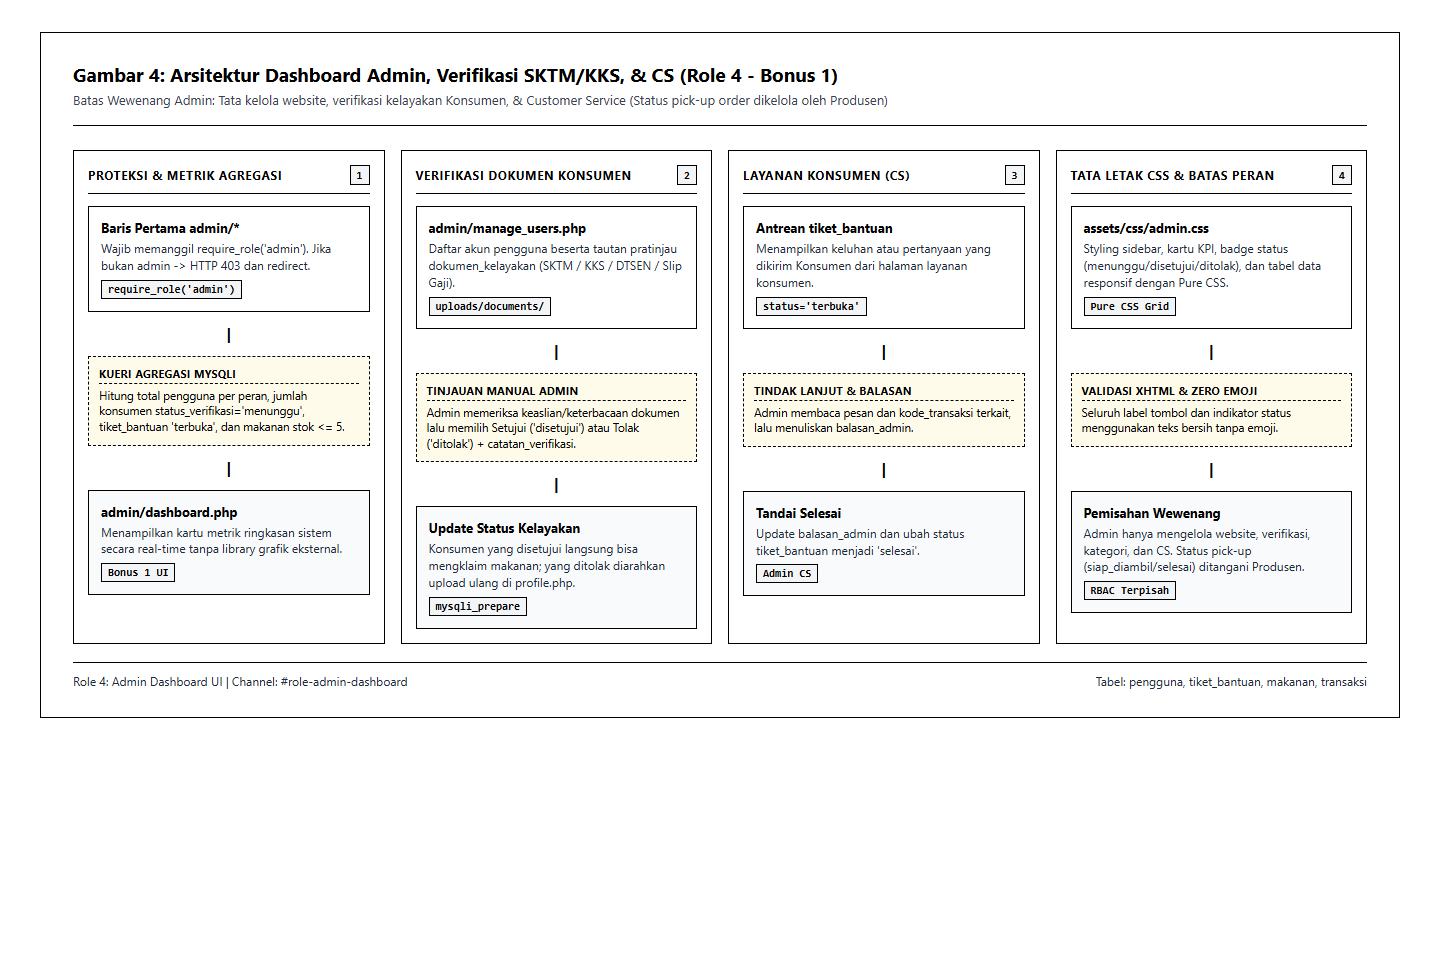 Gambar 4: Arsitektur Dashboard Admin, Verifikasi SKTM/KKS, & CS (Role 4 - Bonus 1)
Batas Wewenang Admin: Tata kelola website, verifikasi kelayakan Konsumen, & Customer Service (Status pick-up order dikelola oleh Produsen)
PROTEKSI & METRIK AGREGASI
1
Baris Pertama admin/*
Wajib memanggil require_role('admin'). Jika
bukan admin -> HTTP 403 dan redirect.
require_role('admin')
|
KUERI AGREGASI MYSQLI
Hitung total pengguna per peran, jumlah
konsumen status_verifikasi='menunggu',
tiket_bantuan 'terbuka', dan makanan stok <= 5.
|
admin/dashboard.php
Menampilkan kartu metrik ringkasan sistem
secara real-time tanpa library grafik eksternal.
Bonus 1 UI
VERIFIKASI DOKUMEN KONSUMEN
2
admin/manage_users.php
Daftar akun pengguna beserta tautan pratinjau
dokumen_kelayakan (SKTM / KKS / DTSEN / Slip
Gaji).
uploads/documents/
|
TINJAUAN MANUAL ADMIN
Admin memeriksa keaslian/keterbacaan dokumen
lalu memilih Setujui ('disetujui') atau Tolak
('ditolak') + catatan_verifikasi.
|
Update Status Kelayakan
Konsumen yang disetujui langsung bisa
mengklaim makanan; yang ditolak diarahkan
upload ulang di profile.php.
mysqli_prepare
LAYANAN KONSUMEN (CS)
3
Antrean tiket_bantuan
Menampilkan keluhan atau pertanyaan yang
dikirim Konsumen dari halaman layanan
konsumen.
status='terbuka'
|
TINDAK LANJUT & BALASAN
Admin membaca pesan dan kode_transaksi terkait,
lalu menuliskan balasan_admin.
|
Tandai Selesai
Update balasan_admin dan ubah status
tiket_bantuan menjadi 'selesai'.
Admin CS
TATA LETAK CSS & BATAS PERAN
4
assets/css/admin.css
Styling sidebar, kartu KPI, badge status
(menunggu/disetujui/ditolak), dan tabel data
responsif dengan Pure CSS.
Pure CSS Grid
|
VALIDASI XHTML & ZERO EMOJI
Seluruh label tombol dan indikator status
menggunakan teks bersih tanpa emoji.
|
Pemisahan Wewenang
Admin hanya mengelola website, verifikasi,
kategori, dan CS. Status pick-up
(siap_diambil/selesai) ditangani Produsen.
RBAC Terpisah
Role 4: Admin Dashboard UI | Channel: #role-admin-dashboard
Tabel: pengguna, tiket_bantuan, makanan, transaksi